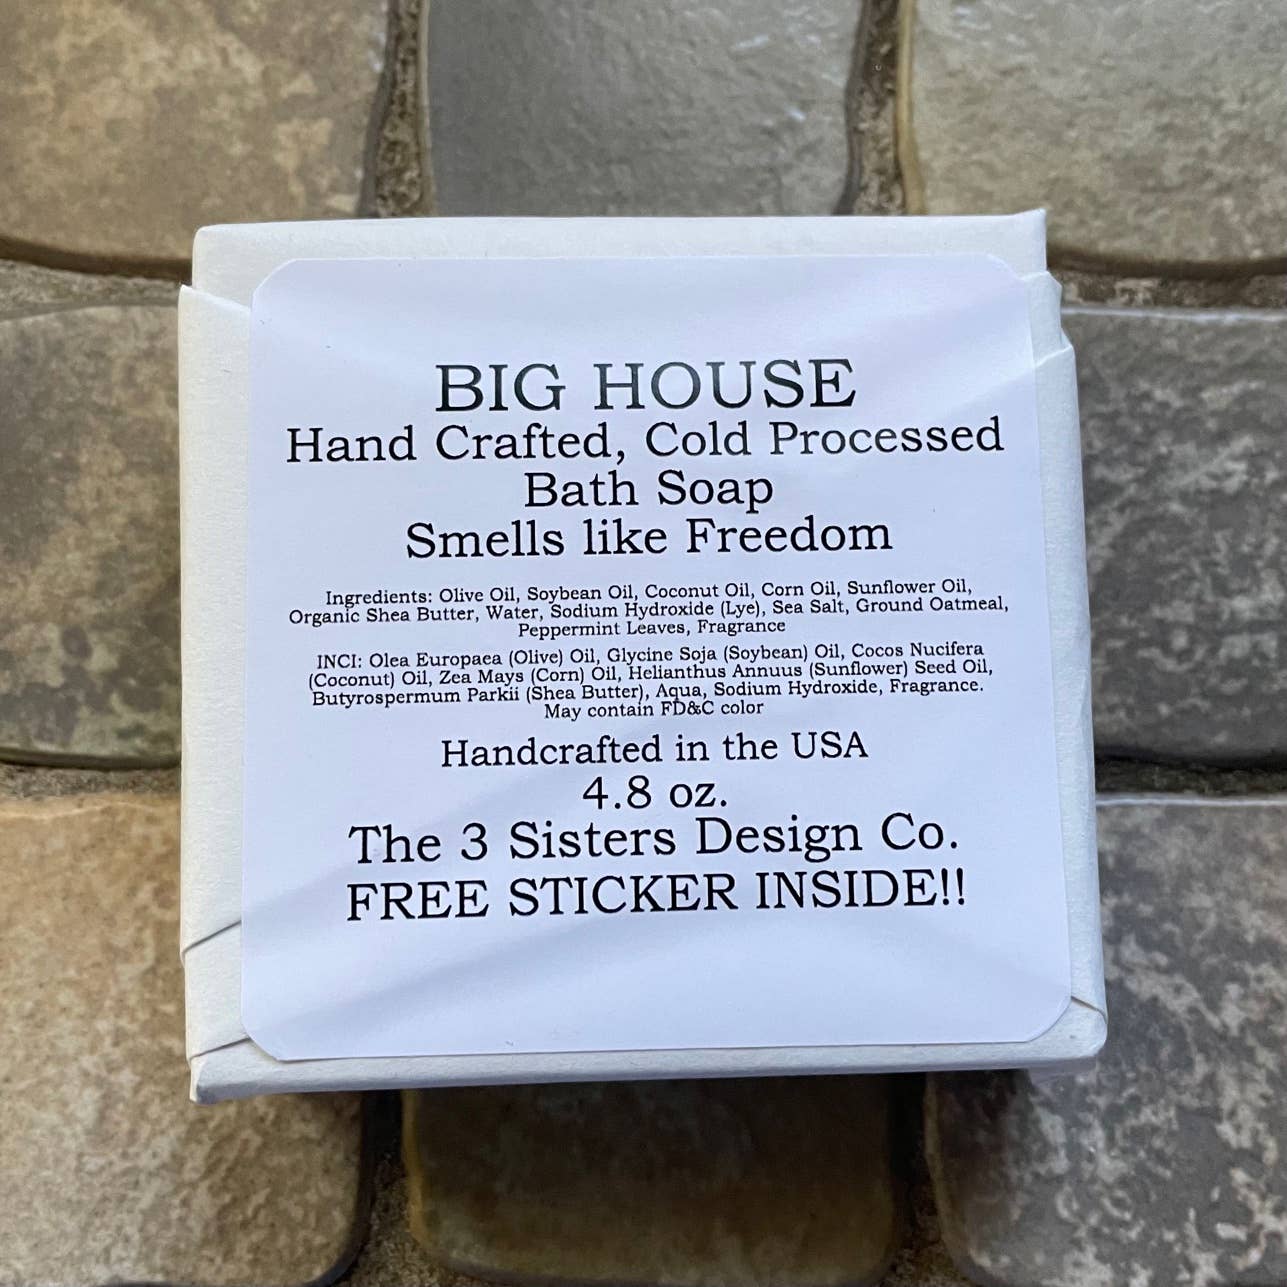 BIG HOUSE
Hand Crafted, Cold Processed
Bath Soap
Smells like Freedom
Ingredients: Olive Oil, Soybean Oil, Coconut Oil, Corn Oil, Sunflower Oil,
Organic Shea Butter, Water, Sodium Hydroxide (Lye), Sea Salt, Ground Oatmeal,
Peppermint Leaves, Fragrance
INCI: Olea Europaea (Olive) Oil, Glycine Soja (Soybean) Oil, Cocos Nucifera
(Coconut) Oil, Zea Mays (Corn) Oil, Helianthus Annuus (Sunflower) Seed Oil,
Butyrospermum Parkii (Shea Butter), Aqua, Sodium Hydroxide, Fragrance.
May contain FD&C color
Handcrafted in the USA
4.8 oz.
The 3 Sisters Design Co.
FREE STICKER INSIDE!!